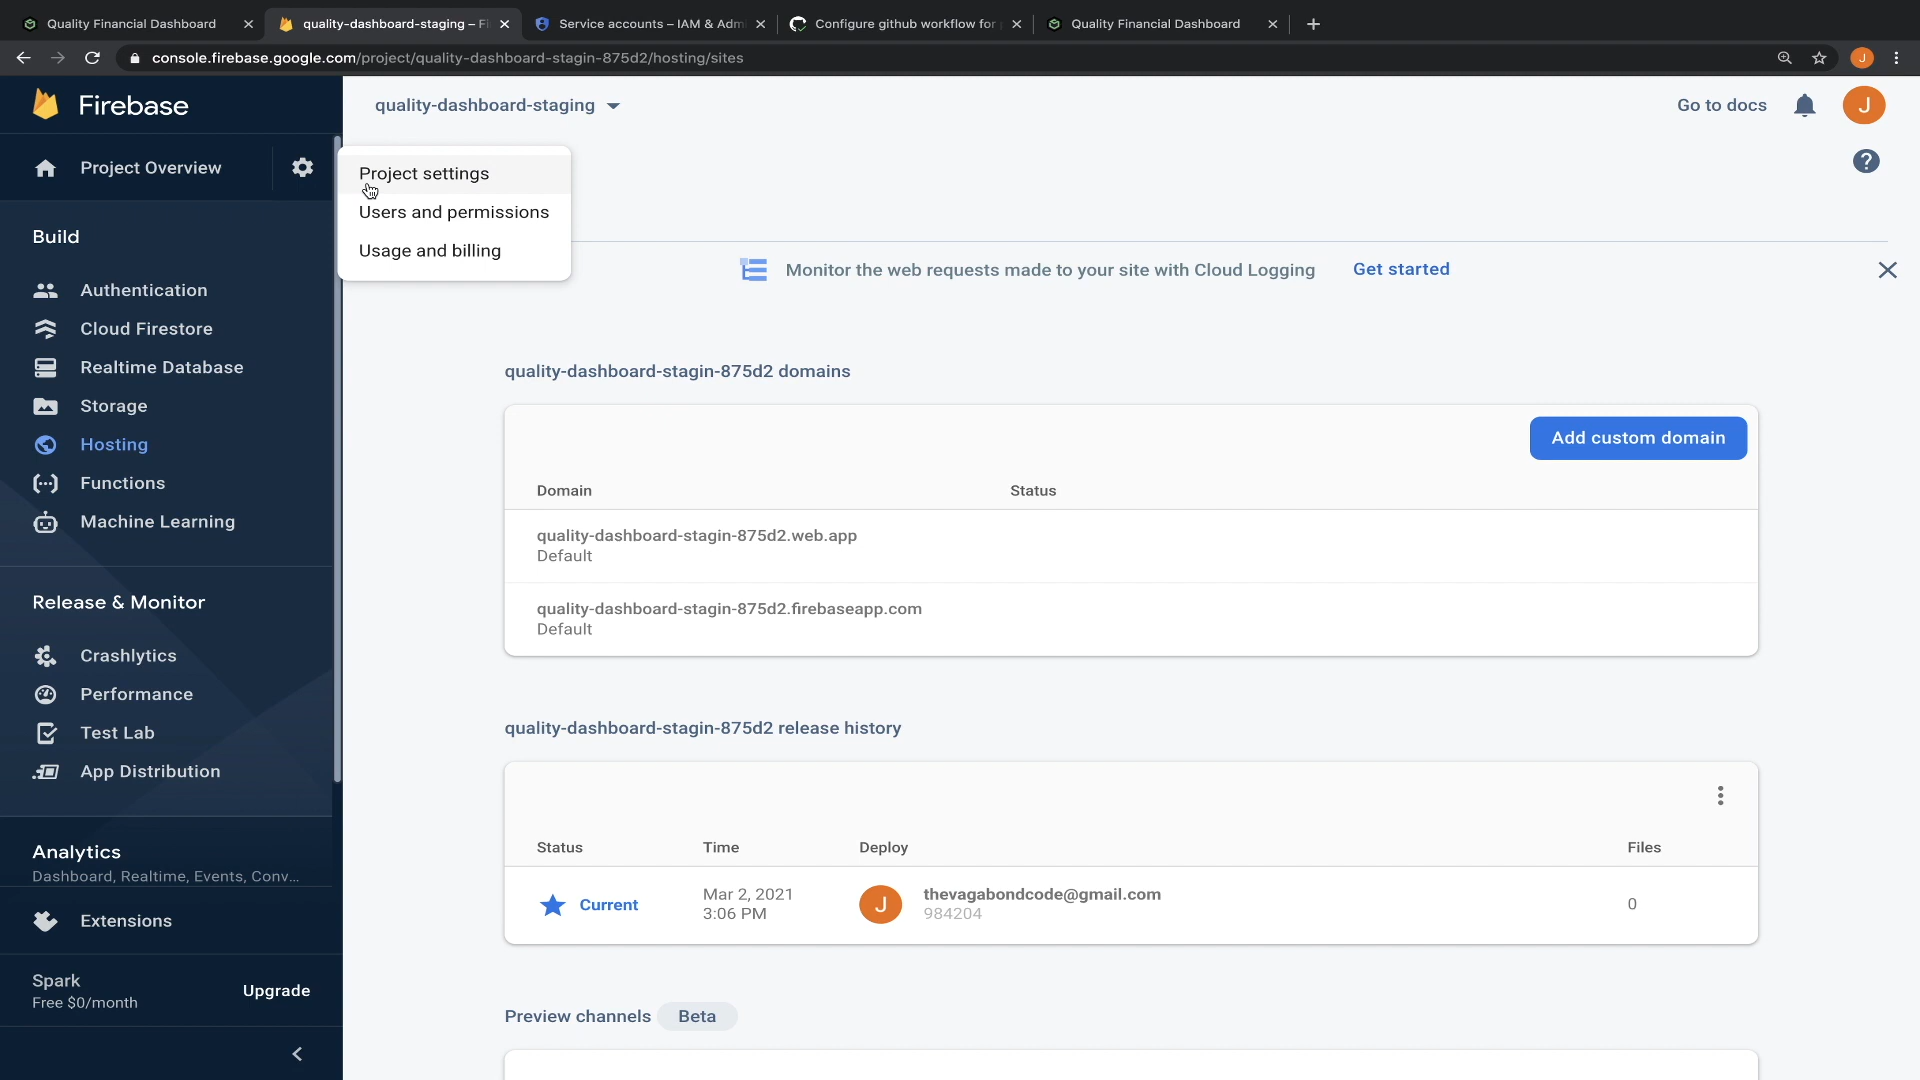 Quality Financial Dashboard
quality-dashboard-staging – Fi
Service accounts – IAM & Admi
Configure github workflow for
Quality Financial Dashboard
console.firebase.google.com/project/quality-dashboard-stagin-875d2/hosting/sites
J
Firebase
quality-dashboard-staging
Go to docs
J
Project Overview
Project settings
Users and permissions
Usage and billing
Build
Authentication
Cloud Firestore
Realtime Database
Storage
Hosting
Functions
Machine Learning
Release & Monitor
Crashlytics
Performance
Test Lab
App Distribution
Analytics
Dashboard, Realtime, Events, Conv...
Extensions
Spark
Free $0/month
Upgrade
Monitor the web requests made to your site with Cloud Logging
Get started
quality-dashboard-stagin-875d2 domains
Add custom domain
Domain
Status
quality-dashboard-stagin-875d2.web.app
Default
quality-dashboard-stagin-875d2.firebaseapp.com
Default
quality-dashboard-stagin-875d2 release history
Status
Time
Deploy
Files
Current
Mar 2, 2021
3:06 PM
J
thevagabondcode@gmail.com
984204
0
Preview channels
Beta